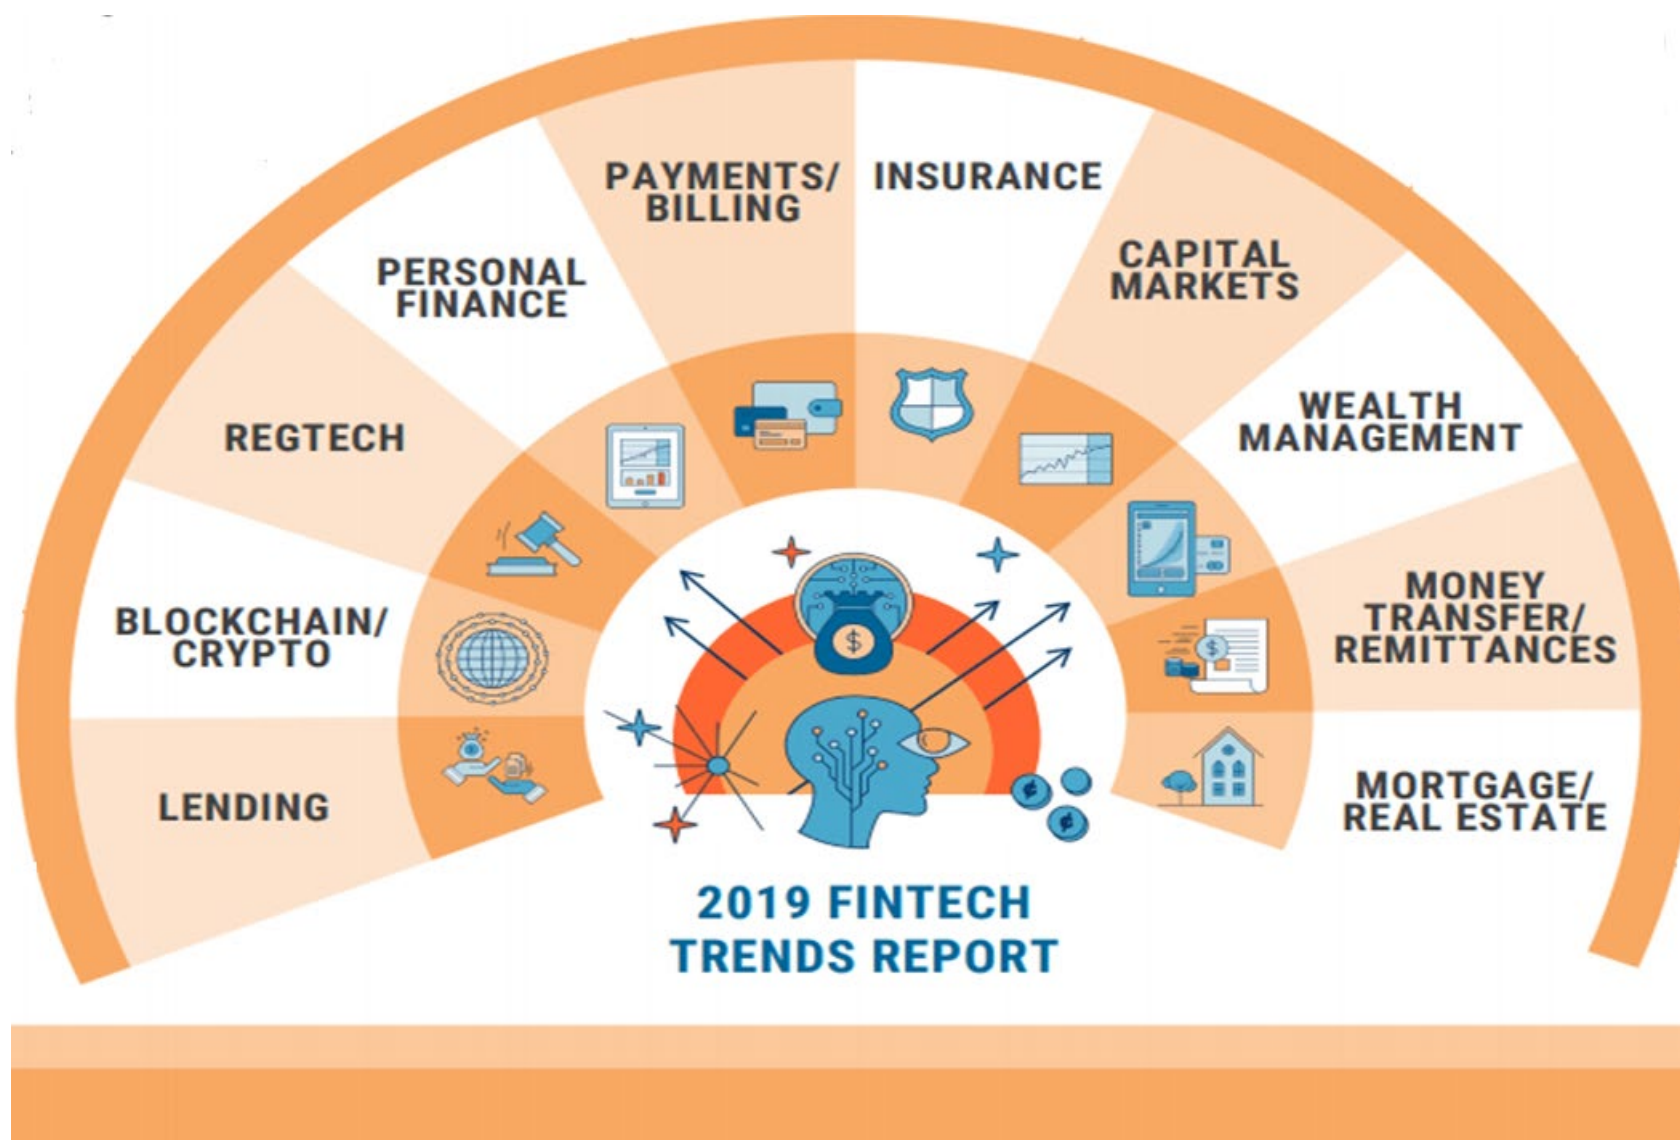 LENDING
BLOCKCHAIN/
CRYPTO
REGTECH
PERSONAL
FINANCE
PAYMENTS/
BILLING
INSURANCE
CAPITAL
MARKETS
WEALTH
MANAGEMENT
MONEY
TRANSFER/
REMITTANCES
MORTGAGE/
REAL ESTATE
$
$
$
¢
¢
2019 FINTECH
TRENDS REPORT